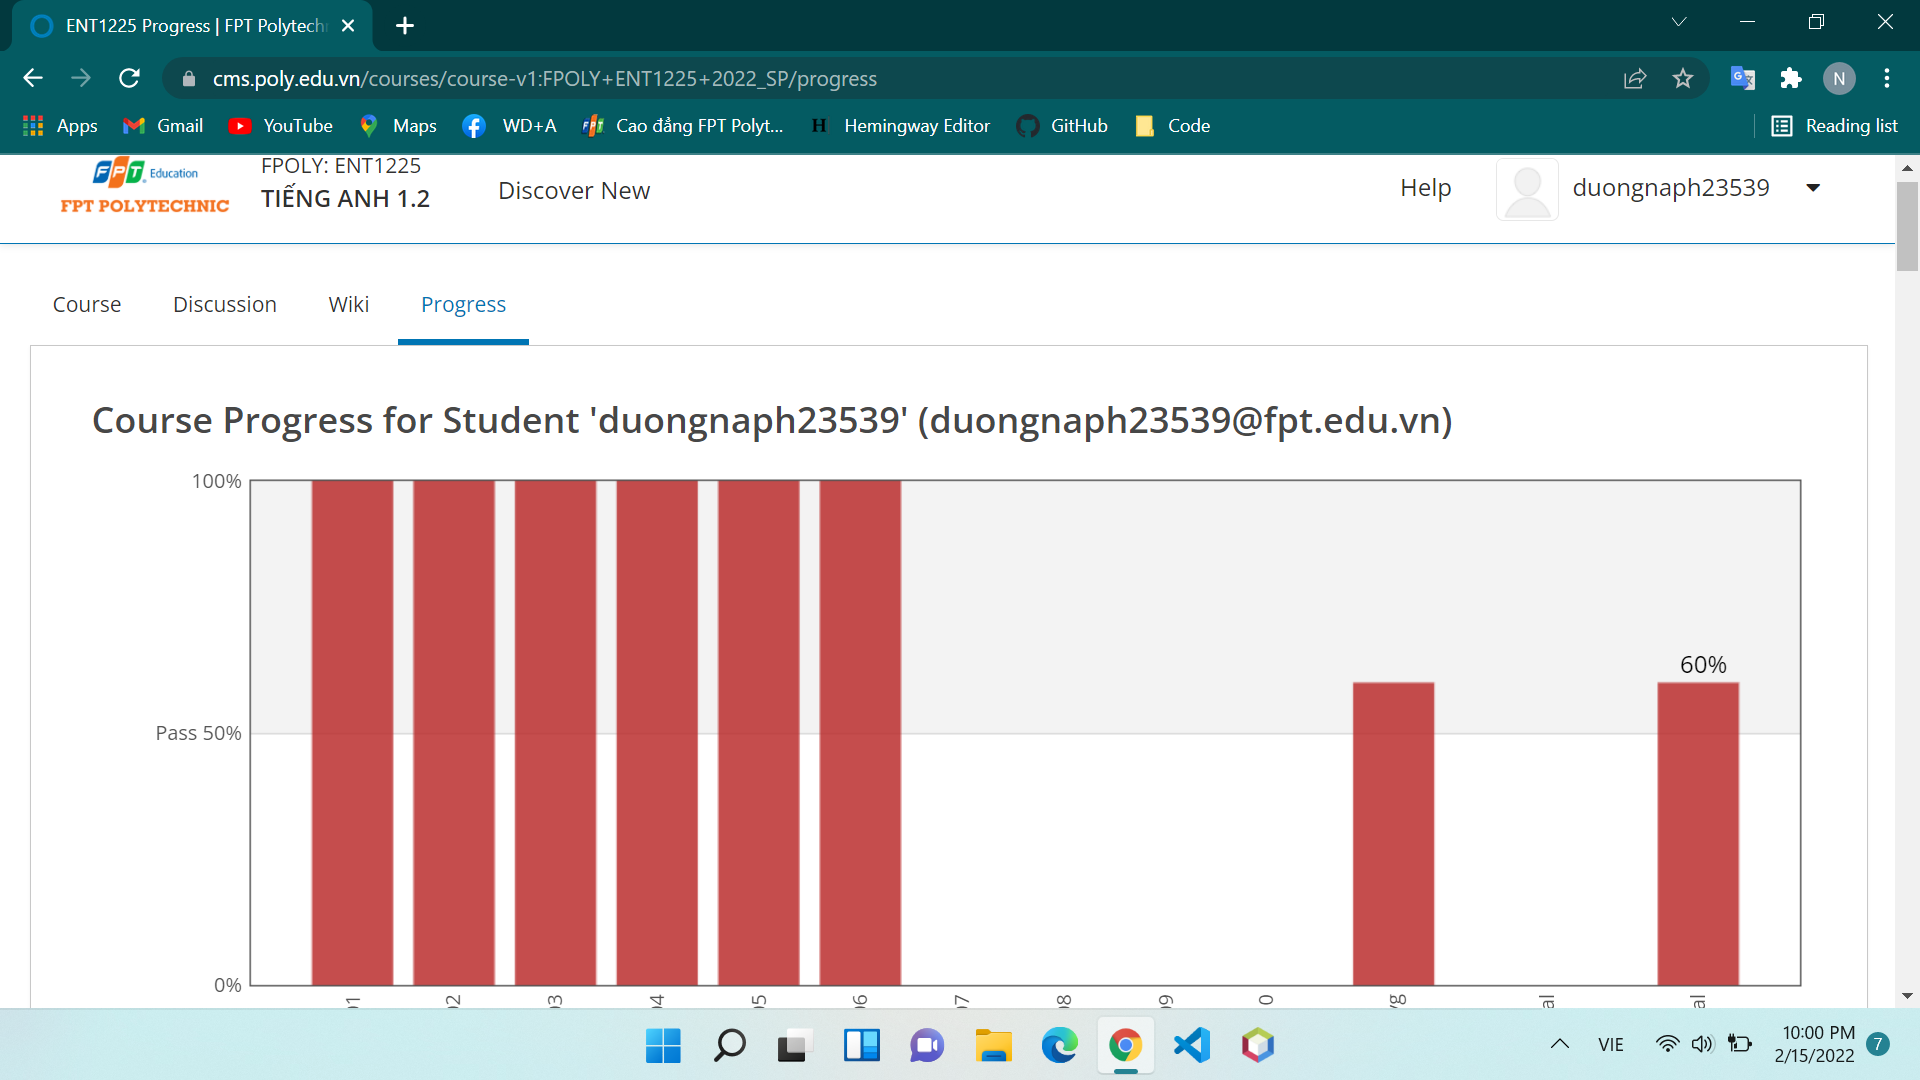 ENT1225 Progress | FPT Polytech
cms.poly.edu.vn/courses/course-v1:FPOLY+ENT1225+2022_SP/progress
N
Apps
Gmail
YouTube
Maps
WD+A
Cao đẳng FPT Polyt...
H
Hemingway Editor
GitHub
Code
Reading list
FPT Education
FPT POLYTECHNIC
FPOLY: ENT1225
TIẾNG ANH 1.2
Discover New
Help
duongnaph23539
Course
Discussion
Wiki
Progress
Course Progress for Student 'duongnaph23539' (duongnaph23539@fpt.edu.vn)
100%
60%
Pass 50%
0%
01
02
03
04
05
06
07
08
09
0
vg
al
al
VIE
10:00 PM
2/15/2022
7